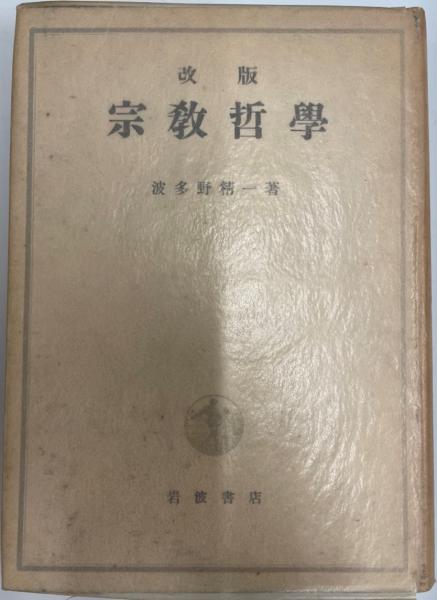 改版
宗教哲學
波多野精一著
岩波書店